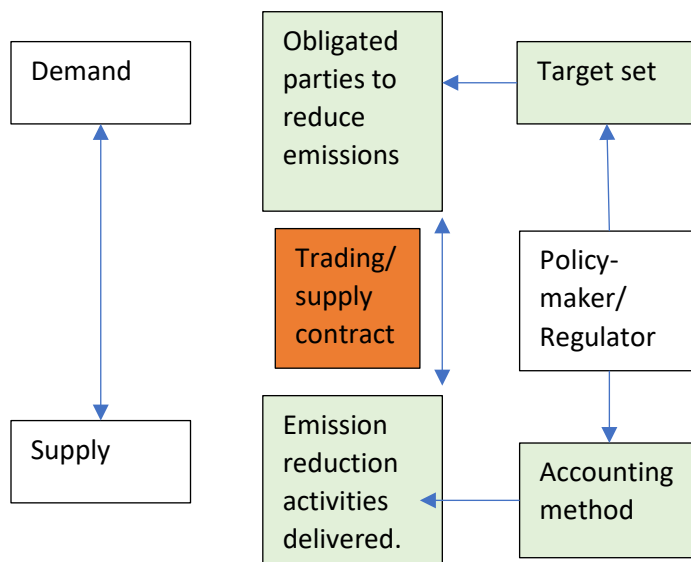 Demand
Obligated
parties to
reduce
emissions
Target set
Trading/
supply
contract
Policy-
maker/
Regulator
Supply
Emission
reduction
activities
delivered.
Accounting
method